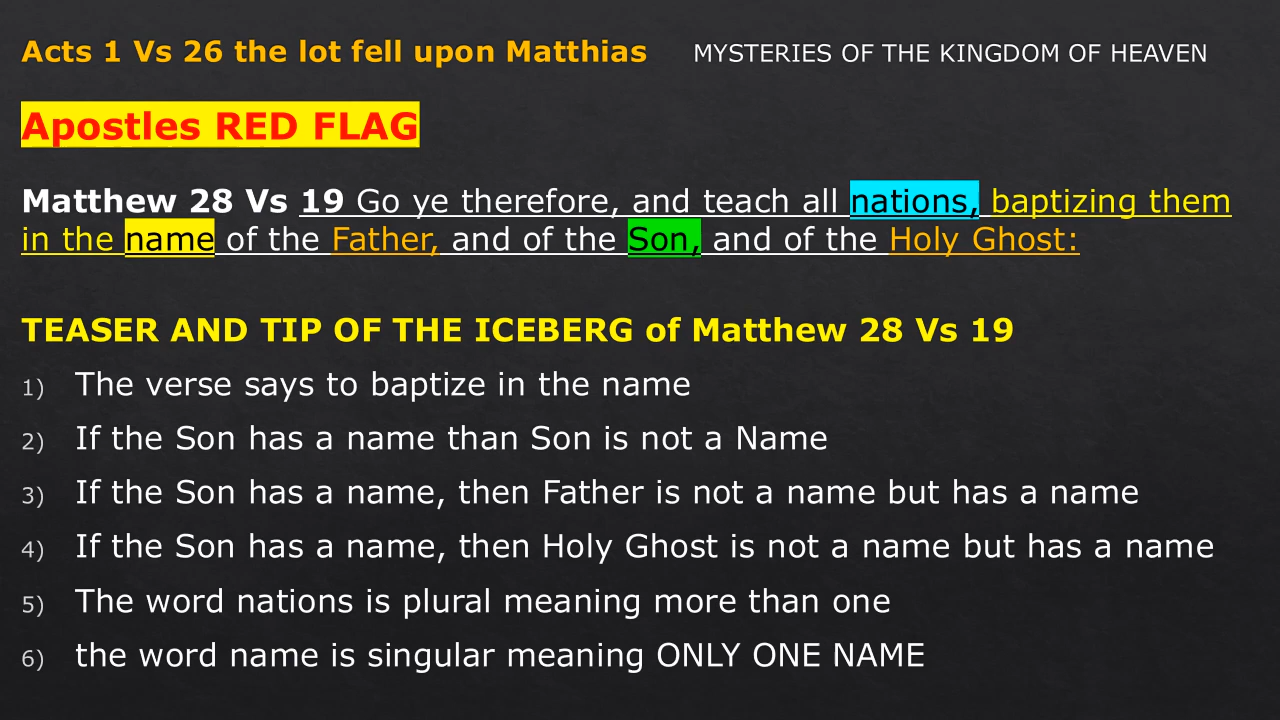 Acts 1 Vs 26 the lot fell upon Matthias MYSTERIES OF THE KINGDOM OF HEAVEN
Apostles RED FLAG
Matthew 28 Vs 19 Go ye therefore, and teach all nations, baptizing them
in the name of the Father, and of the Son, and of the Holy Ghost:
TEASER AND TIP OF THE ICEBERG of Matthew 28 Vs 19
1) The verse says to baptize in the name
2) If the Son has a name than Son is not a Name
3) If the Son has a name, then Father is not a name but has a name
4) If the Son has a name, then Holy Ghost is not a name but has a name
5) The word nations is plural meaning more than one
6) the word name is singular meaning ONLY ONE NAME